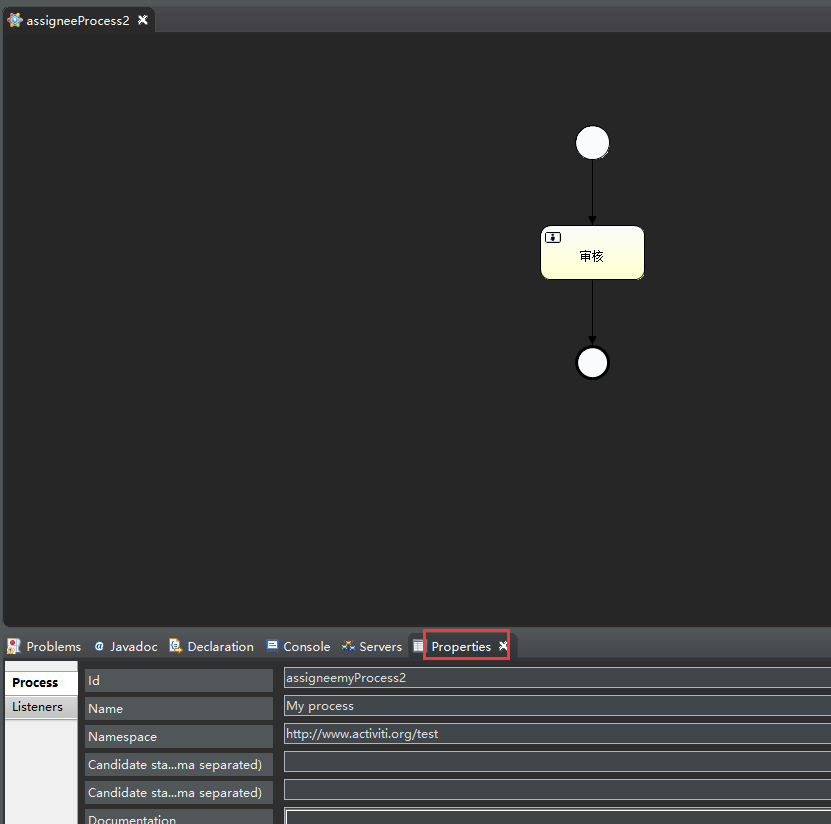 assigneeProcess2
审核
Problems Javadoc Declaration Console Servers Properties
Process
Listeners
Id assigneemyProcess2
Name My process
Namespace http://www.activiti.org/test
Candidate sta...ma separated)
Candidate sta...ma separated)
Documentation